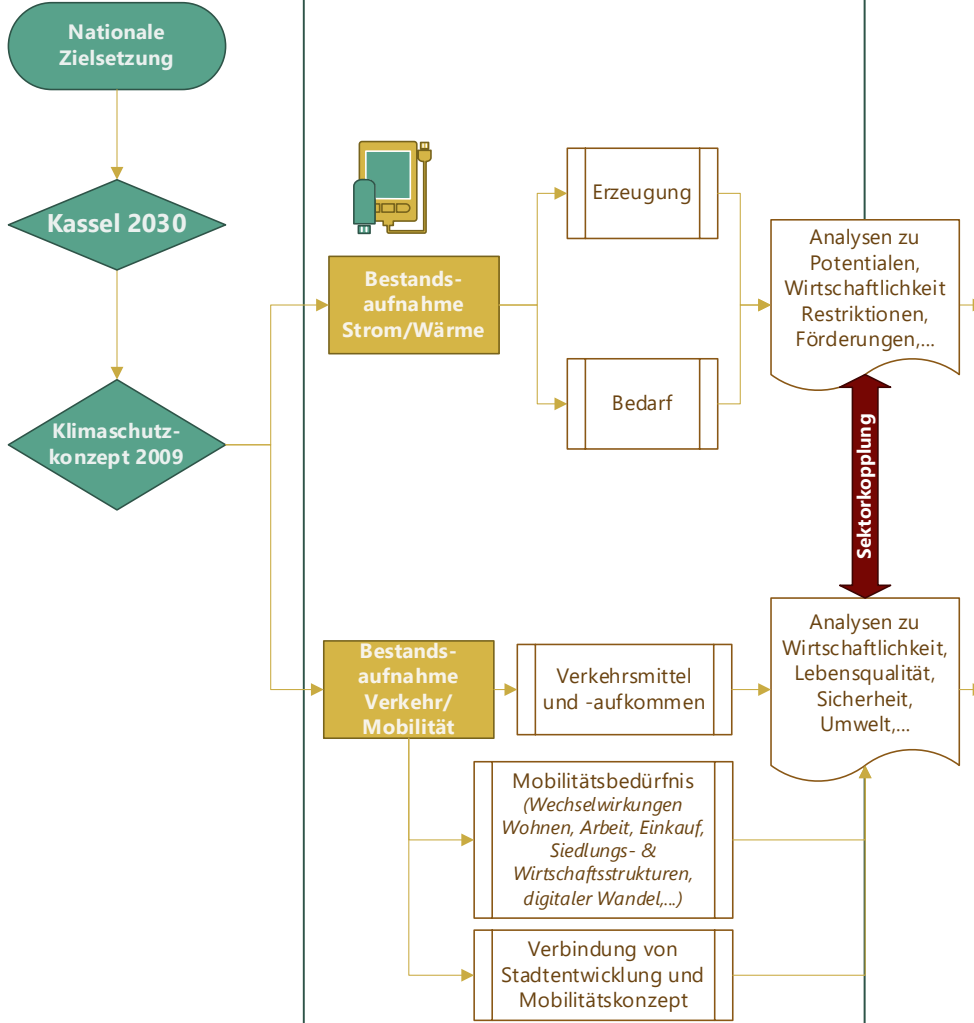 Nationale
Zielsetzung
Kassel 2030
Klimaschutz-
konzept 2009
Bestands-
aufnahme
Strom/Wärme
Erzeugung
Bedarf
Analysen zu
Potentialen,
Wirtschaftlichkeit
Restriktionen,
Förderungen,...
Sektorkopplung
Bestands-
aufnahme
Verkehr/
Mobilität
Verkehrsmittel
und -aufkommen
Analysen zu
Wirtschaftlichkeit,
Lebensqualität,
Sicherheit,
Umwelt,...
Mobilitätsbedürfnis
(Wechselwirkungen
Wohnen, Arbeit, Einkauf,
Siedlungs- &
Wirtschaftsstrukturen,
digitaler Wandel,...)
Verbindung von
Stadtentwicklung und
Mobilitätskonzept